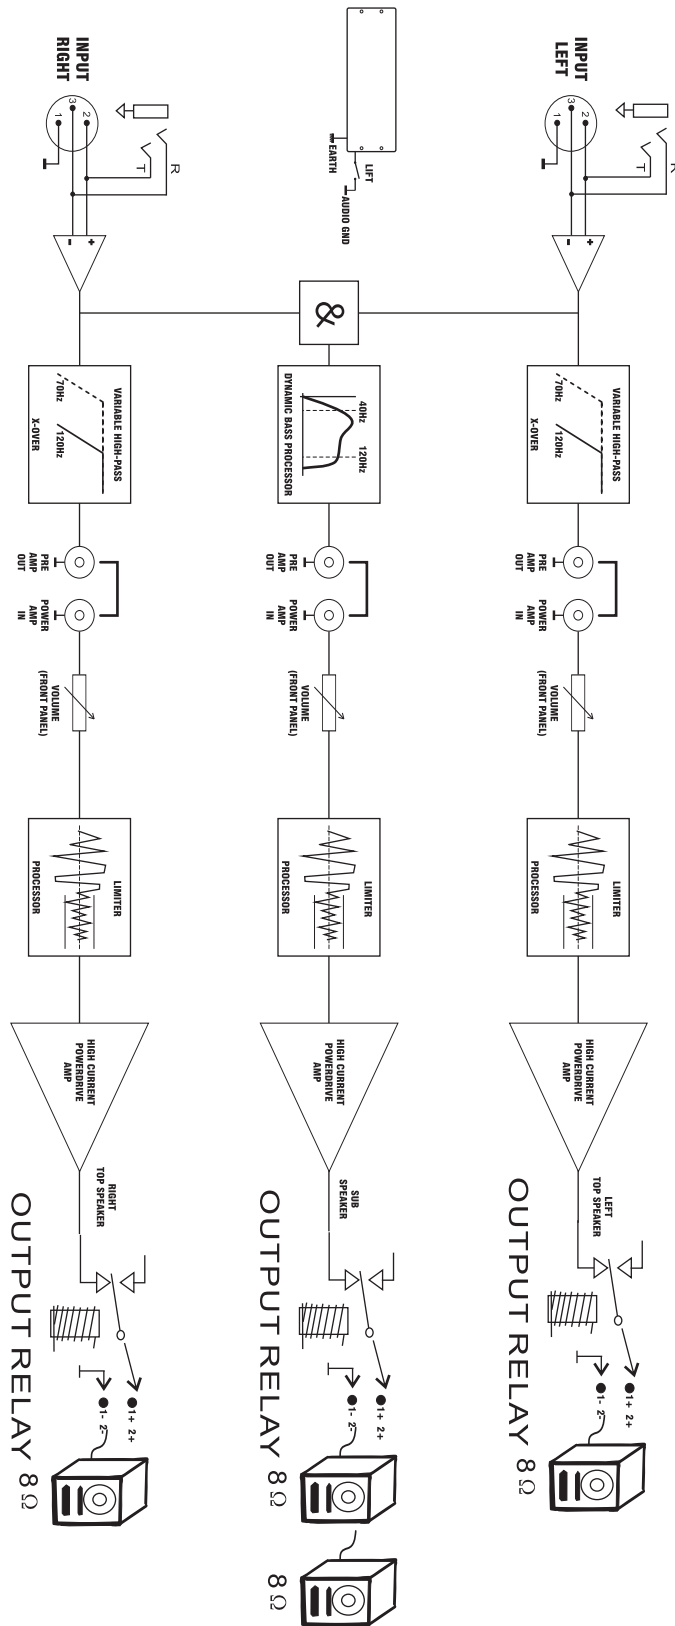 INPUT
LEFT
R
T
2
3
1
+
-
VARIABLE HIGH-PASS
70Hz
120Hz
X-OVER
PRE
AMP
OUT
POWER
AMP
IN
VOLUME
(FRONT PANEL)
LIMITER
PROCESSOR
HIGH CURRENT
POWERDRIVE
AMP
LEFT
TOP SPEAKER
1+ 2+
1- 2-
OUTPUT RELAY
8 Ω
EARTH
LIFT
AUDIO GND
&
40Hz
120Hz
DYNAMIC BASS PROCESSOR
PRE
AMP
OUT
POWER
AMP
IN
VOLUME
(FRONT PANEL)
LIMITER
PROCESSOR
HIGH CURRENT
POWERDRIVE
AMP
SUB
SPEAKER
1+ 2+
1- 2-
OUTPUT RELAY
8 Ω
8 Ω
INPUT
RIGHT
R
T
2
3
1
+
-
VARIABLE HIGH-PASS
70Hz
120Hz
X-OVER
PRE
AMP
OUT
POWER
AMP
IN
VOLUME
(FRONT PANEL)
LIMITER
PROCESSOR
HIGH CURRENT
POWERDRIVE
AMP
RIGHT
TOP SPEAKER
1+ 2+
1- 2-
OUTPUT RELAY
8 Ω